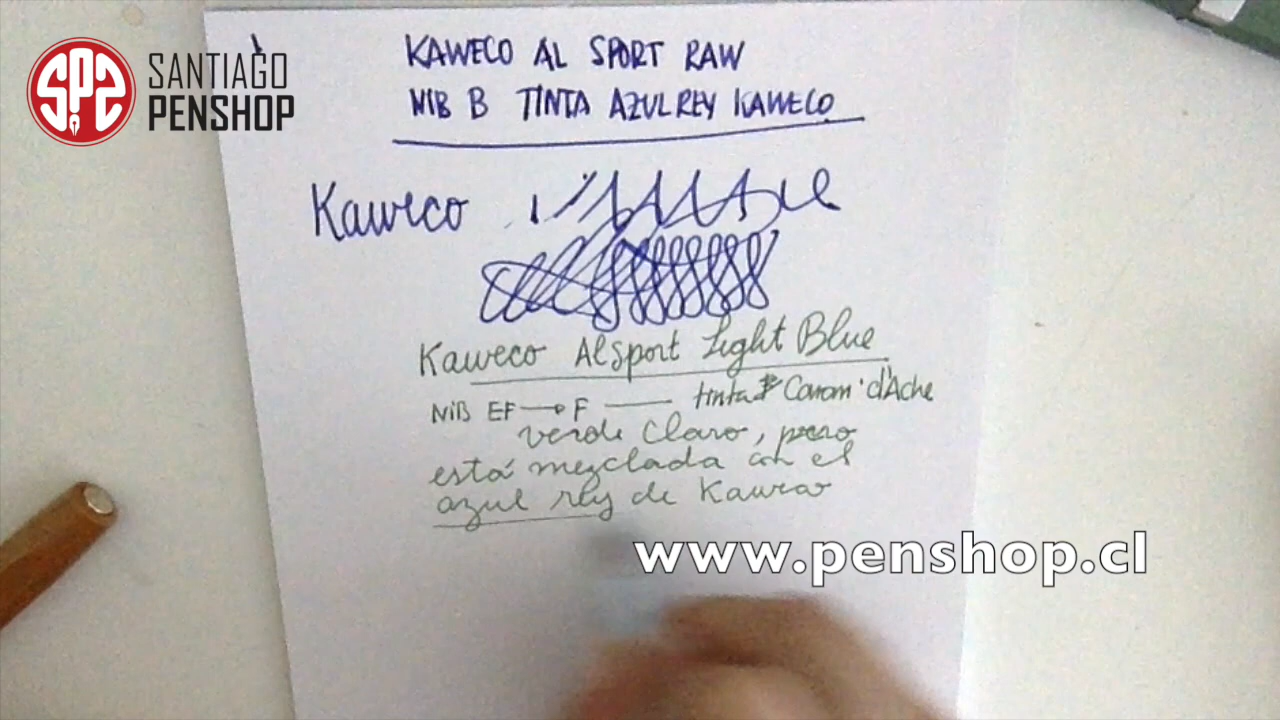 SANTIAGO
PENSHOP
KAWECO AL SPORT RAW
NIB B TINTA AZUL REY KAWECO
Kaweco
Kaweco AlSport Light Blue
NIB EF → F — tinta Caran d'Ache
verde claro, pero
está mezclada con el
azul rey de Kaweco
www.penshop.cl